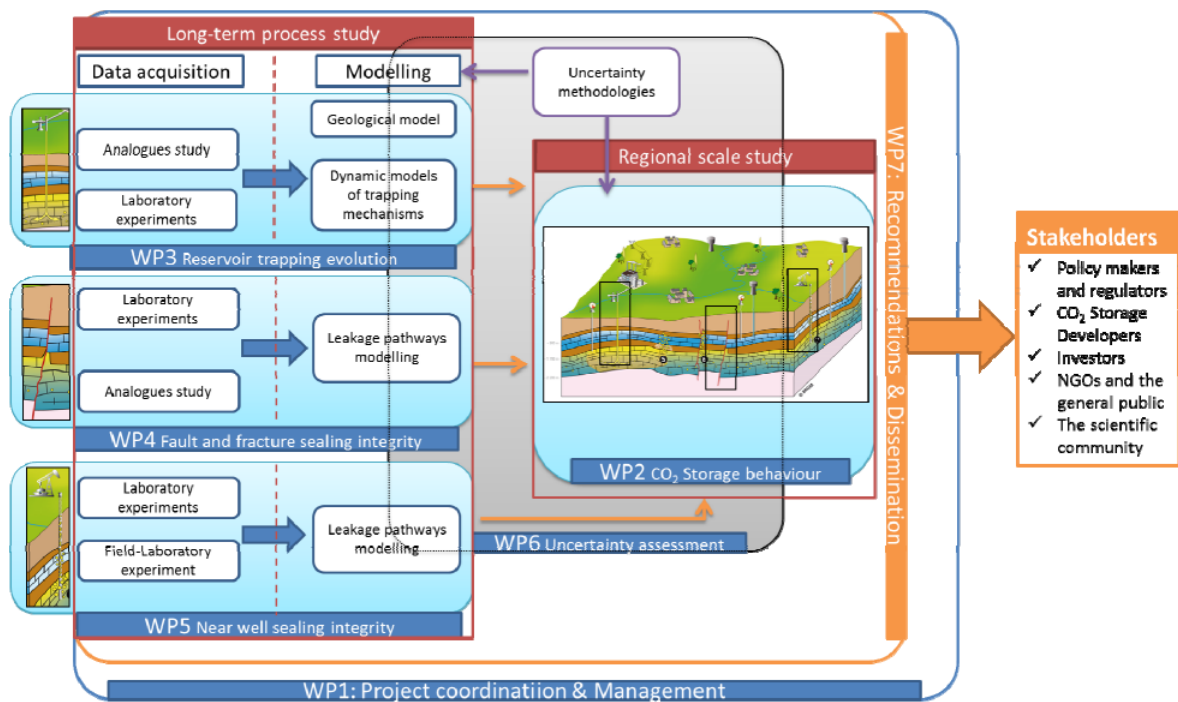 Long-term process study
Data acquisition
Modelling
Uncertainty
methodologies
Geological model
Analogues study
Dynamic models
of trapping
mechanisms
Laboratory
experiments
WP3 Reservoir trapping evolution
Regional scale study
Laboratory
experiments
Leakage pathways
modelling
Analogues study
WP4 Fault and fracture sealing integrity
WP2 CO₂ Storage behaviour
Laboratory
experiments
Leakage pathways
modelling
Field-Laboratory
experiment
WP6 Uncertainty assessment
WP5 Near well sealing integrity
WP7: Recommendations & Dissemination
WP1: Project coordinatiion & Management
Stakeholders
✓ Policy makers
and regulators
✓ CO₂ Storage
Developers
✓ Investors
✓ NGOs and the
general public
✓ The scientific
community